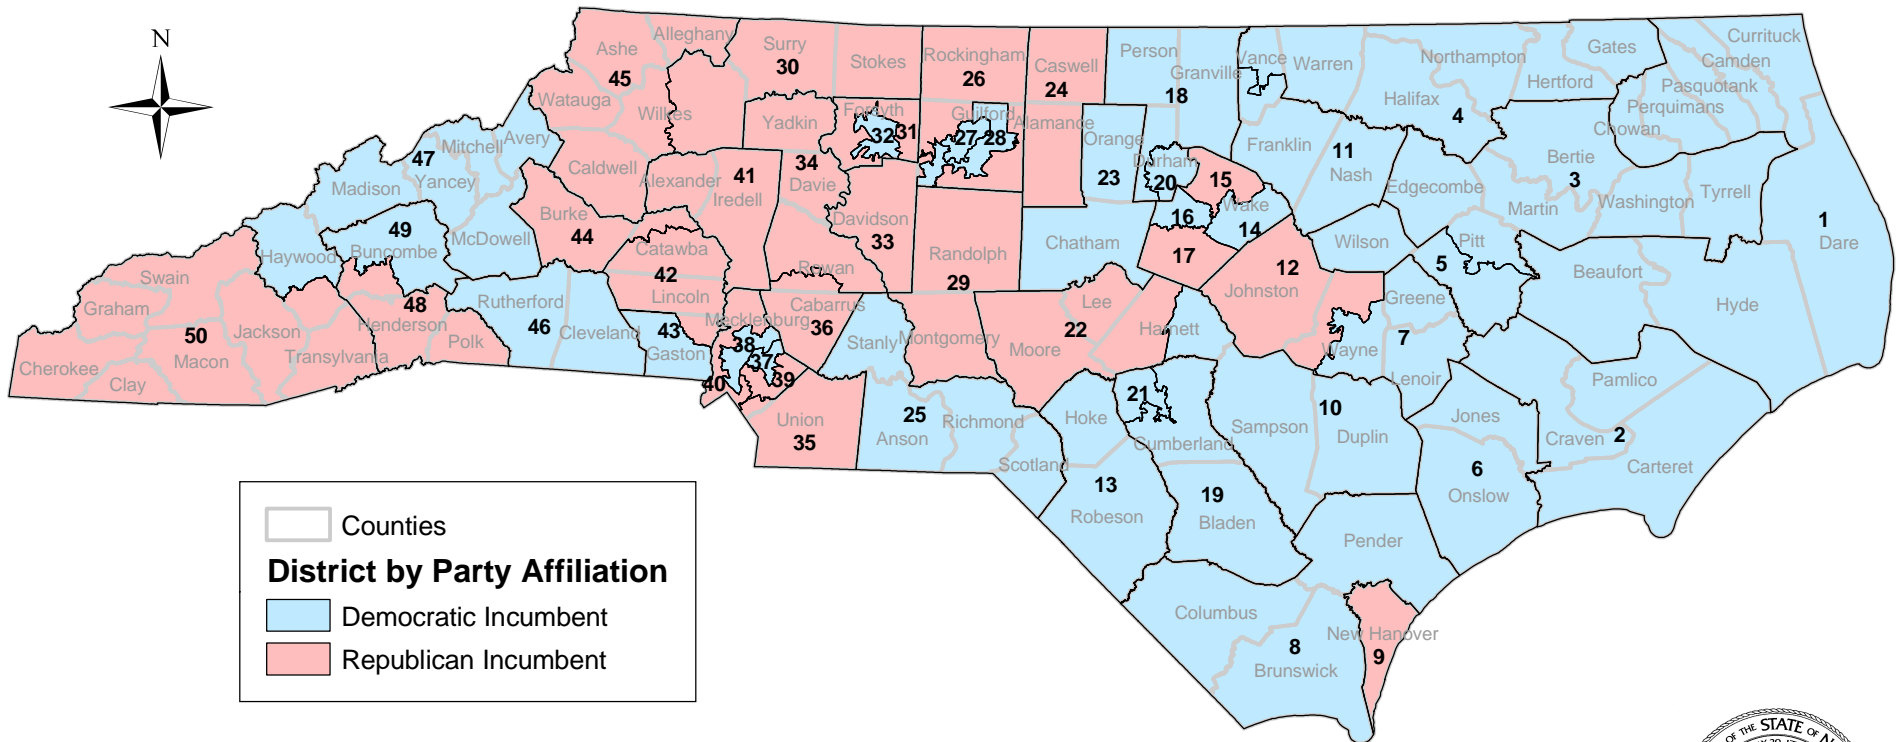 N
Ashe
45
Alleghany
Surry
30
Stokes
Rockingham
26
Caswell
24
Person
Granville
18
Vance
Warren
Northampton
Gates
Hertford
Halifax
4
Currituck
Camden
Pasquotank
Perquimans
Chowan
Watauga
Wilkes
Yadkin
Forsyth
32
31
Guilford
27
28
Alamance
Orange
23
Durham
20
Franklin
11
Nash
Edgecombe
Bertie
3
Martin
Washington
Tyrrell
1
Dare
47
Mitchell
Avery
Yancey
Madison
Caldwell
Alexander
41
Iredell
34
Davie
Davidson
33
Randolph
29
Chatham
15
Wake
16
14
17
12
Johnston
Wilson
Pitt
5
Beaufort
Hyde
49
Buncombe
Haywood
McDowell
Burke
44
Catawba
42
Lincoln
Rowan
Swain
Graham
50
Macon
Jackson
Transylvania
Cherokee
Clay
48
Henderson
Polk
Rutherford
46
Cleveland
43
Gaston
Mecklenburg
38
37
40
39
Cabarrus
36
Stanly
Montgomery
Moore
22
Lee
Harnett
Wayne
Greene
7
Lenoir
Pamlico
Jones
Craven
2
Carteret
Union
35
25
Anson
Richmond
Scotland
Hoke
21
Cumberland
Sampson
10
Duplin
6
Onslow
13
Robeson
19
Bladen
Pender
Columbus
8
Brunswick
New Hanover
9
Counties
District by Party Affiliation
Democratic Incumbent
Republican Incumbent
OF THE STATE OF